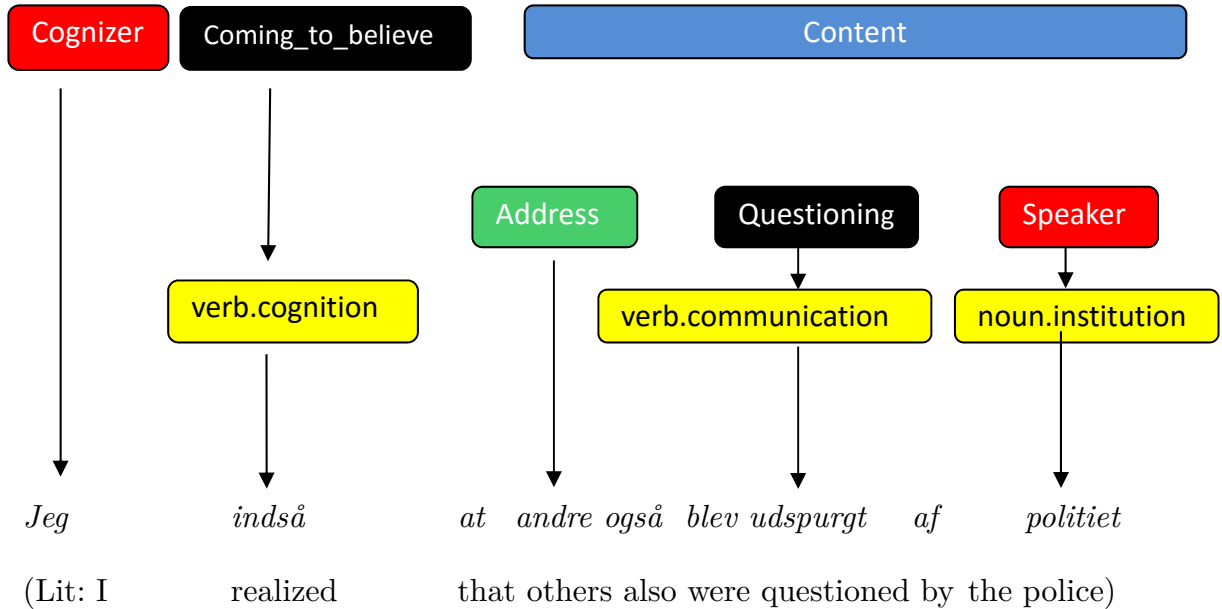 Cognizer Coming_to_believe Content
Address Questioning Speaker
verb.cognition verb.communication noun.institution
Jeg indså at andre også blev udspurgt af politiet
(Lit: I realized that others also were questioned by the police)